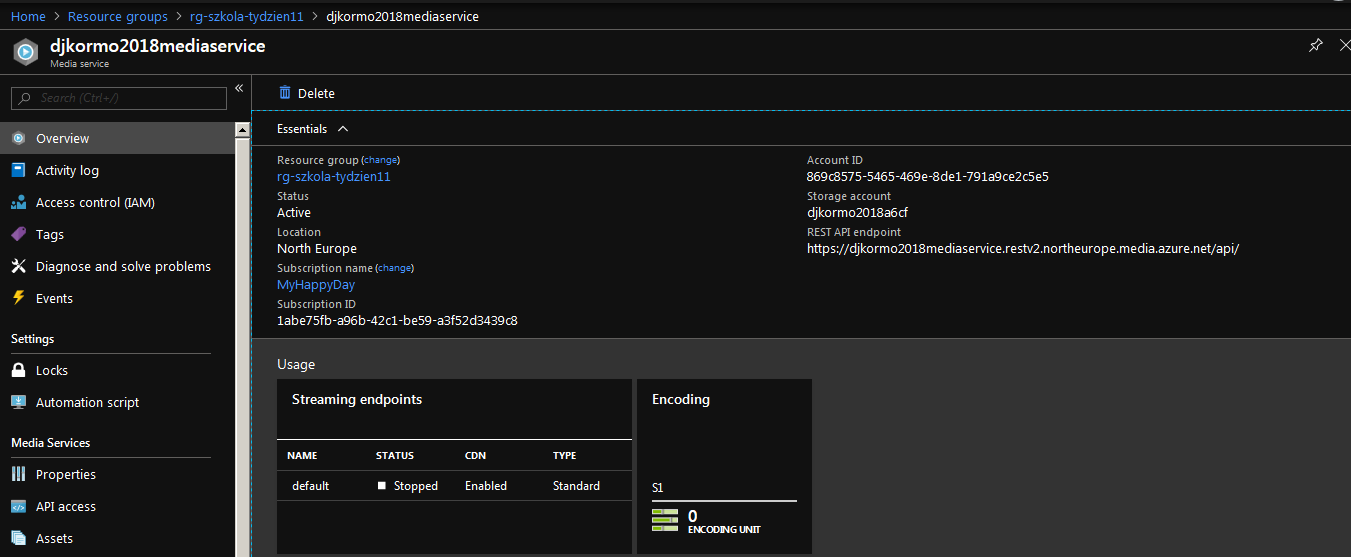 Home > Resource groups > rg-szkola-tydzien11 > djkormo2018mediaservice
djkormo2018mediaservice
Media service
Search (Ctrl+/)
«
Overview
Activity log
Access control (IAM)
Tags
Diagnose and solve problems
Events
Settings
Locks
Automation script
Media Services
Properties
API access
Assets
Delete
Essentials
Resource group (change)
rg-szkola-tydzien11
Status
Active
Location
North Europe
Subscription name (change)
MyHappyDay
Subscription ID
1abe75fb-a96b-42c1-be59-a3f52d3439c8
Account ID
869c8575-5465-469e-8de1-791a9ce2c5e5
Storage account
djkormo2018a6cf
REST API endpoint
https://djkormo2018mediaservice.restv2.northeurope.media.azure.net/api/
Usage
Streaming endpoints
NAME STATUS CDN TYPE
default Stopped Enabled Standard
Encoding
S1
0
ENCODING UNIT